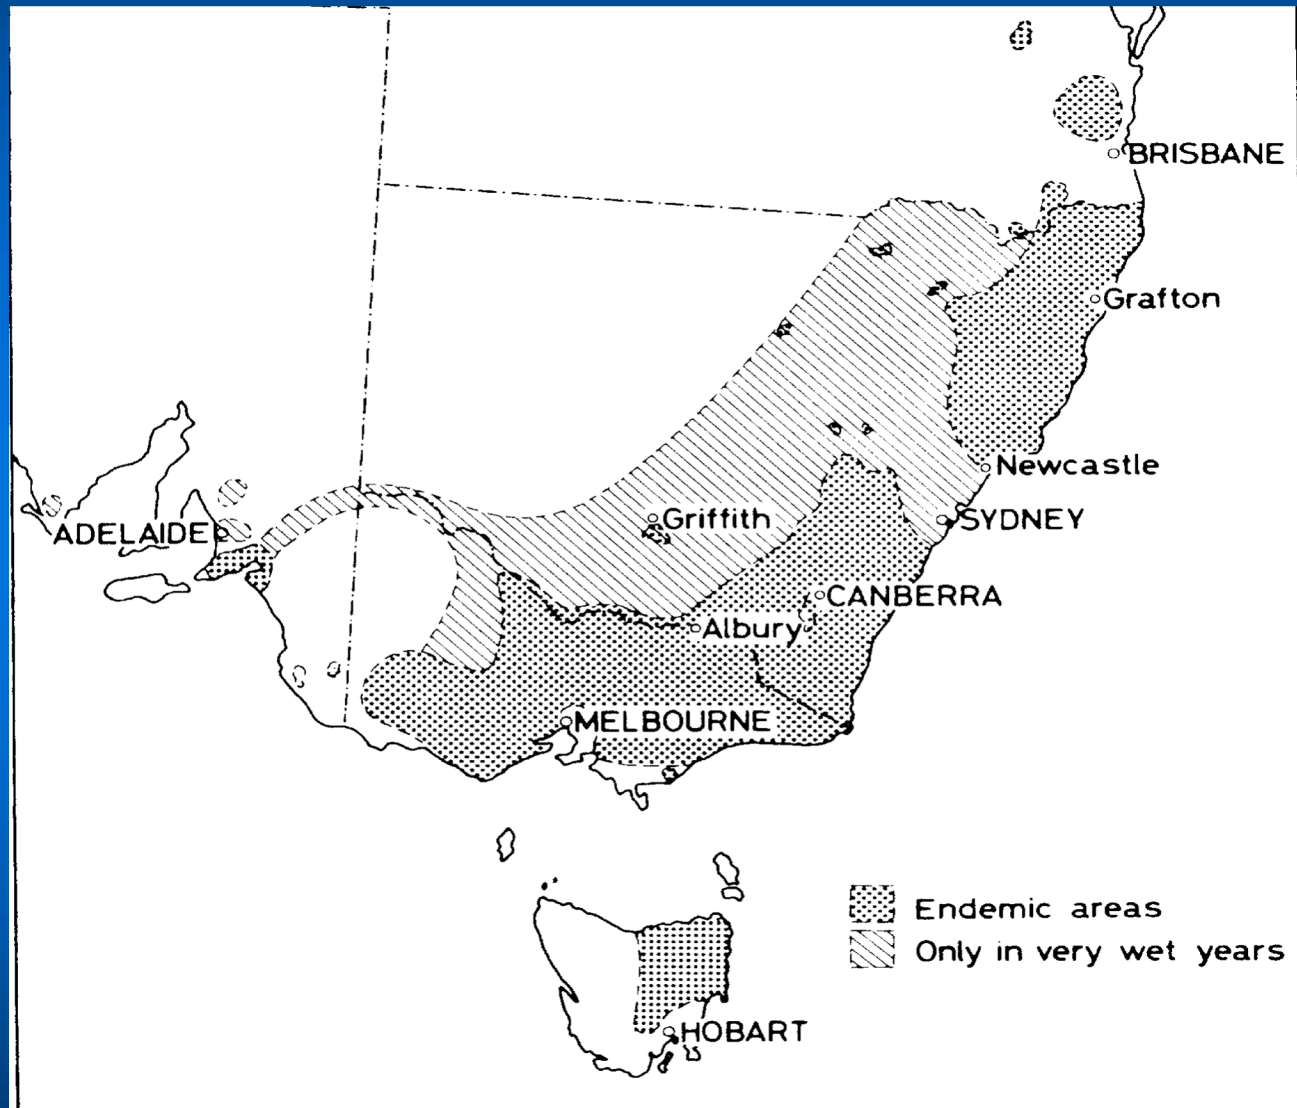 BRISBANE
Grafton
Newcastle
Griffith
SYDNEY
ADELAIDE
CANBERRA
Albury
MELBOURNE
Endemic areas
Only in very wet years
HOBART